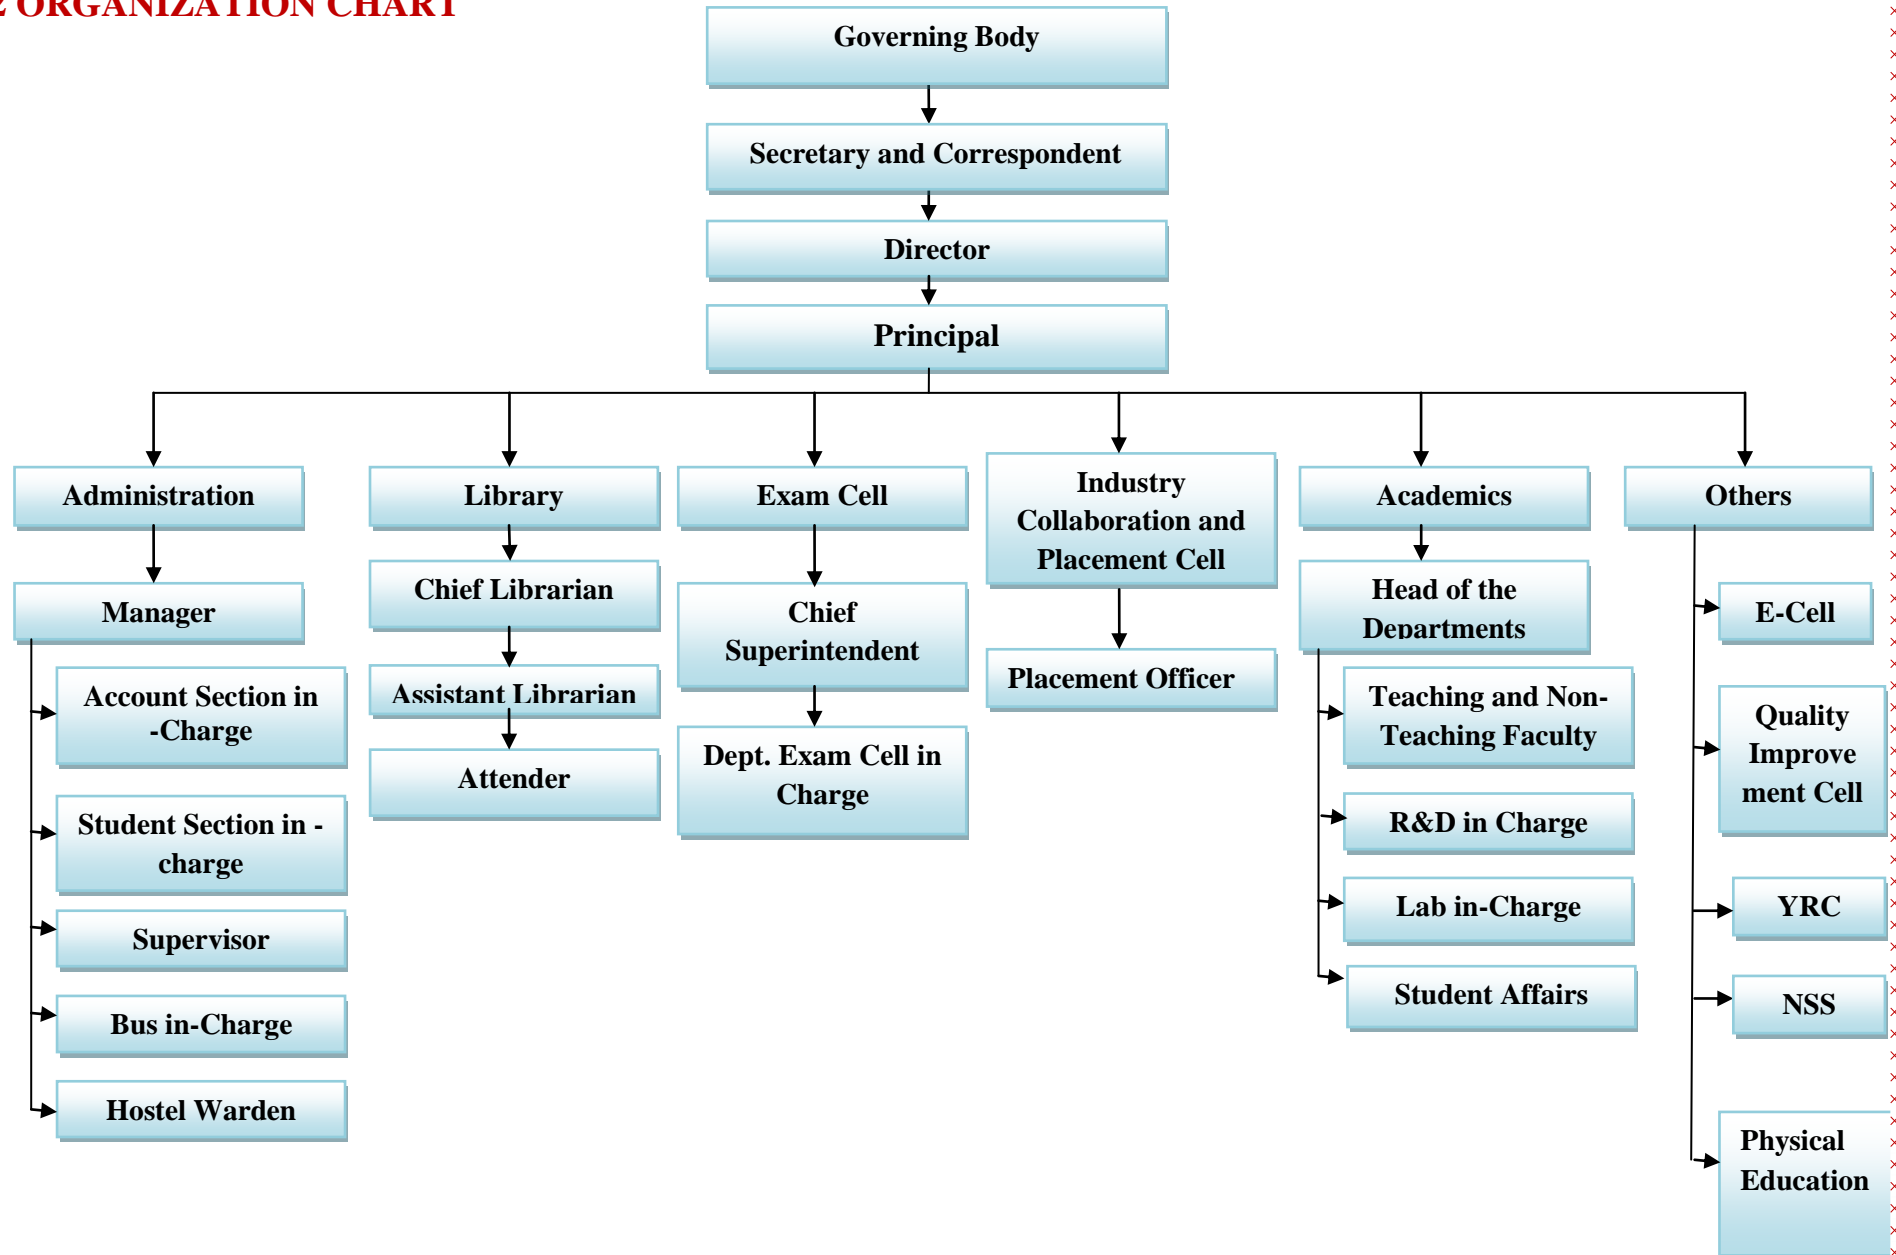 ORGANIZATION CHART
Governing Body
Secretary and Correspondent
Director
Principal
Administration
Manager
Account Section in
-Charge
Student Section in -
charge
Supervisor
Bus in-Charge
Hostel Warden
Library
Chief Librarian
Assistant Librarian
Attender
Exam Cell
Chief
Superintendent
Dept. Exam Cell in
Charge
Industry
Collaboration and
Placement Cell
Placement Officer
Academics
Head of the
Departments
Teaching and Non-
Teaching Faculty
R&D in Charge
Lab in-Charge
Student Affairs
Others
E-Cell
Quality
Improve
ment Cell
YRC
NSS
Physical
Education